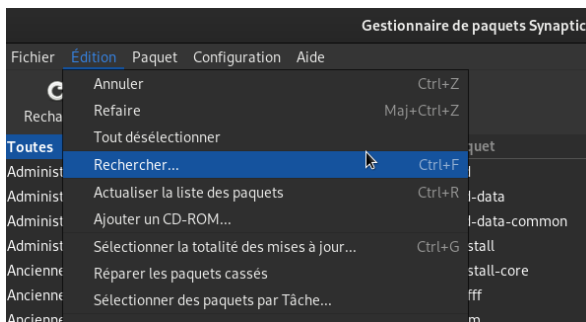 Gestionnaire de paquets Synaptic
Fichier Édition Paquet Configuration Aide
Annuler Ctrl+Z
Refaire Maj+Ctrl+Z
Recha
Tout désélectionner
Toutes quet
Rechercher... Ctrl+F
Administ
Actualiser la liste des paquets Ctrl+R
Administ l-data
Ajouter un CD-ROM...
Administ l-data-common
Sélectionner la totalité des mises à jour... Ctrl+G
Administ stall
Réparer les paquets cassés
Ancienne stall-core
Sélectionner des paquets par Tâche...
Ancienne fff
Ancienne